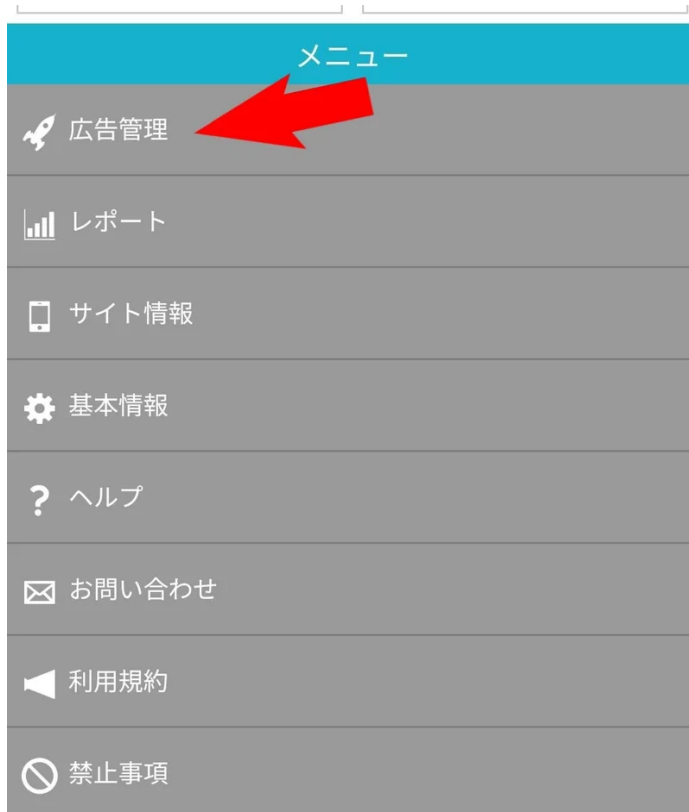 メニュー
広告管理
レポート
サイト情報
基本情報
ヘルプ
お問い合わせ
利用規約
禁止事項